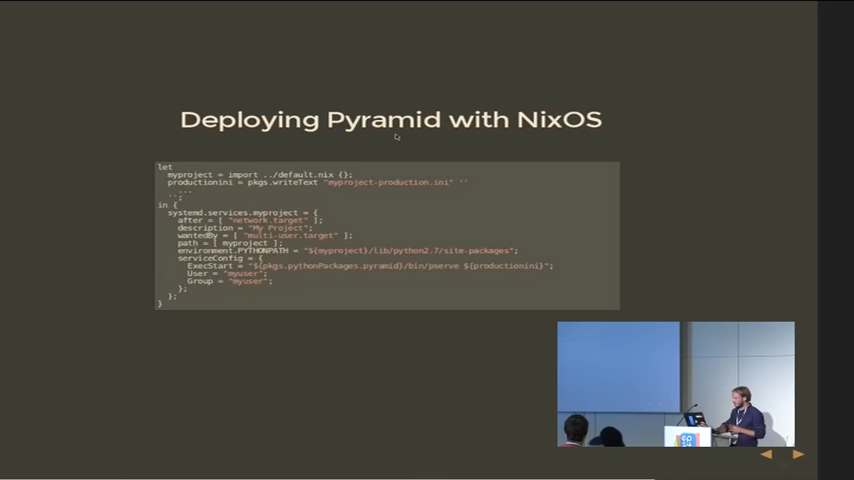 Deploying Pyramid with NixOS
let
myproject = import ../default.nix {};
productionini = pkgs.writeText "myproject-production.ini" ''
...
'';
in {
systemd.services.myproject = {
after = [ "network.target" ];
description = "My Project";
wantedBy = [ "multi-user.target" ];
path = [ myproject ];
environment.PYTHONPATH = "${myproject}/lib/python2.7/site-packages";
serviceConfig = {
ExecStart = "${pkgs.pythonPackages.pyramid}/bin/pserve ${productionini}";
User = "myuser";
Group = "myuser";
};
};
}